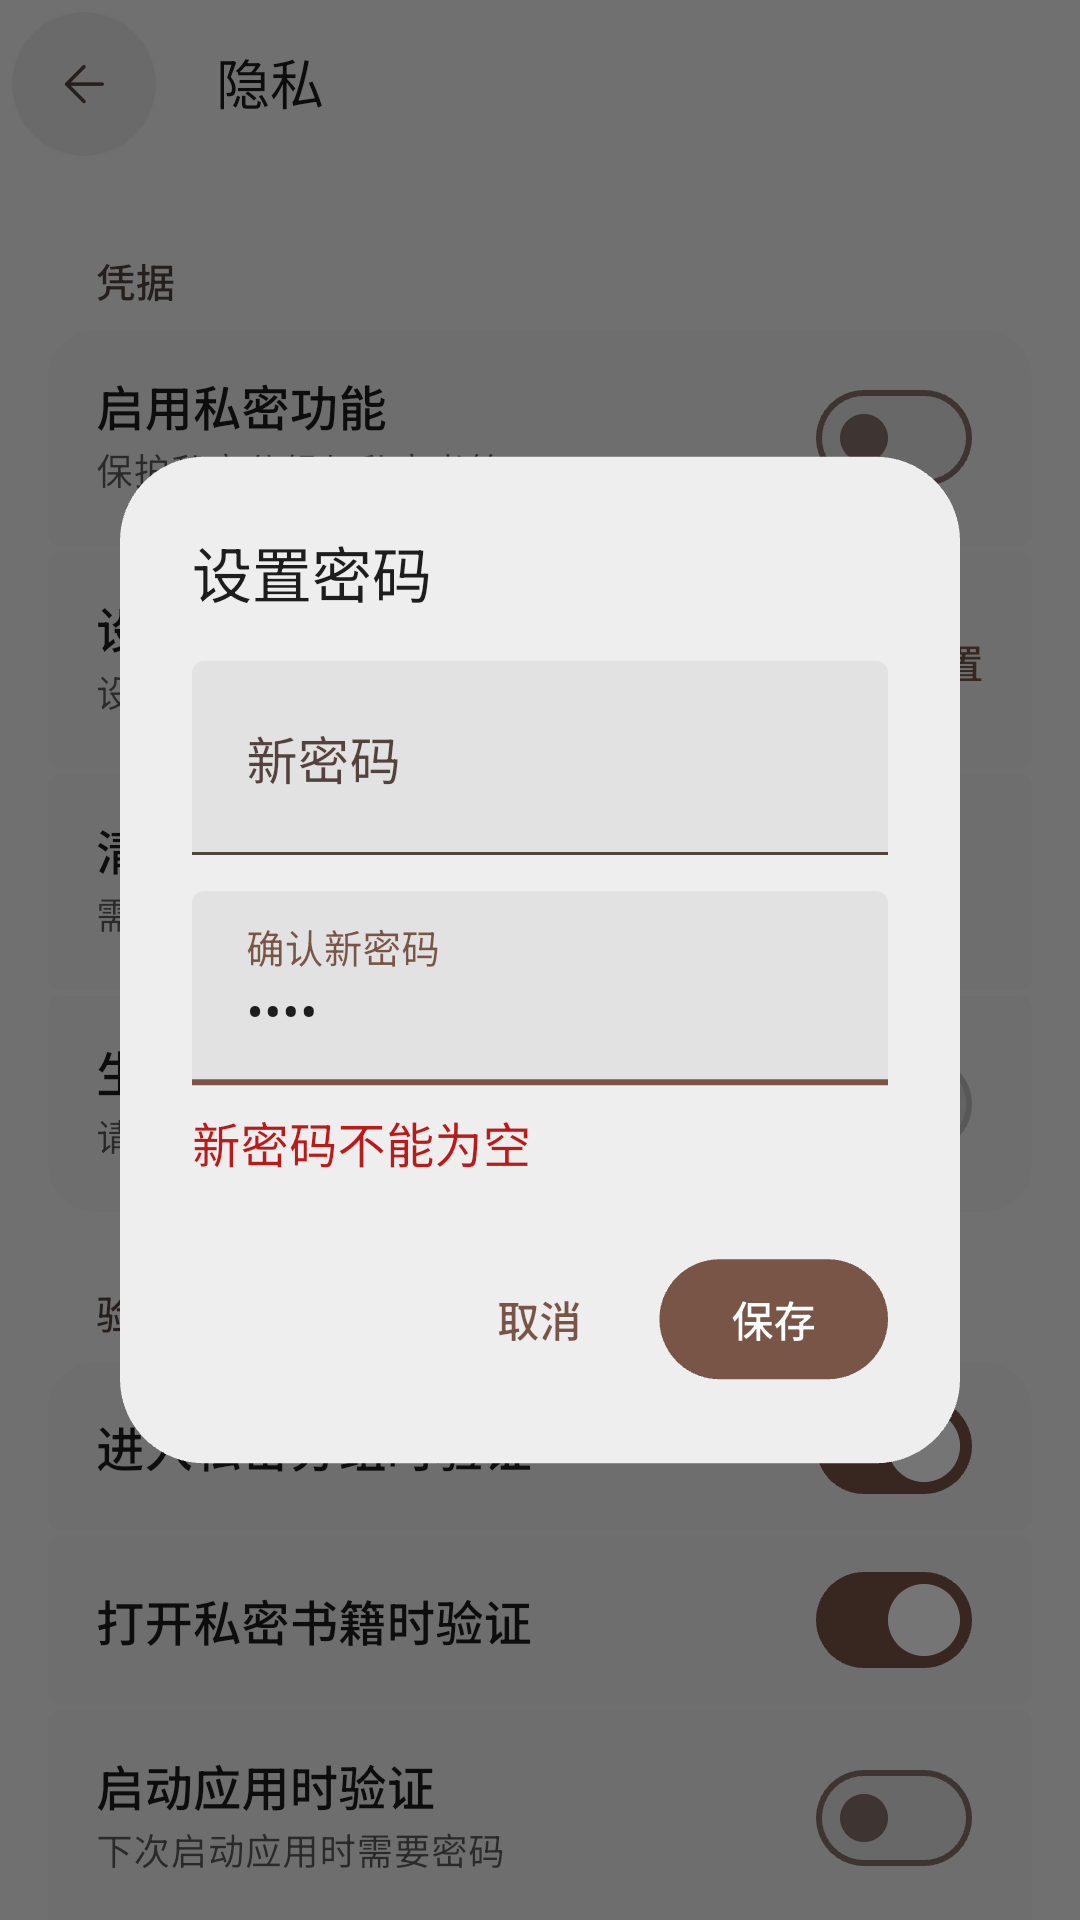 隐私
凭据
启用私密功能
设置密码
置
新密码
确认新密码
••••
新密码不能为空
取消
保存
打开私密书籍时验证
启动应用时验证
下次启动应用时需要密码